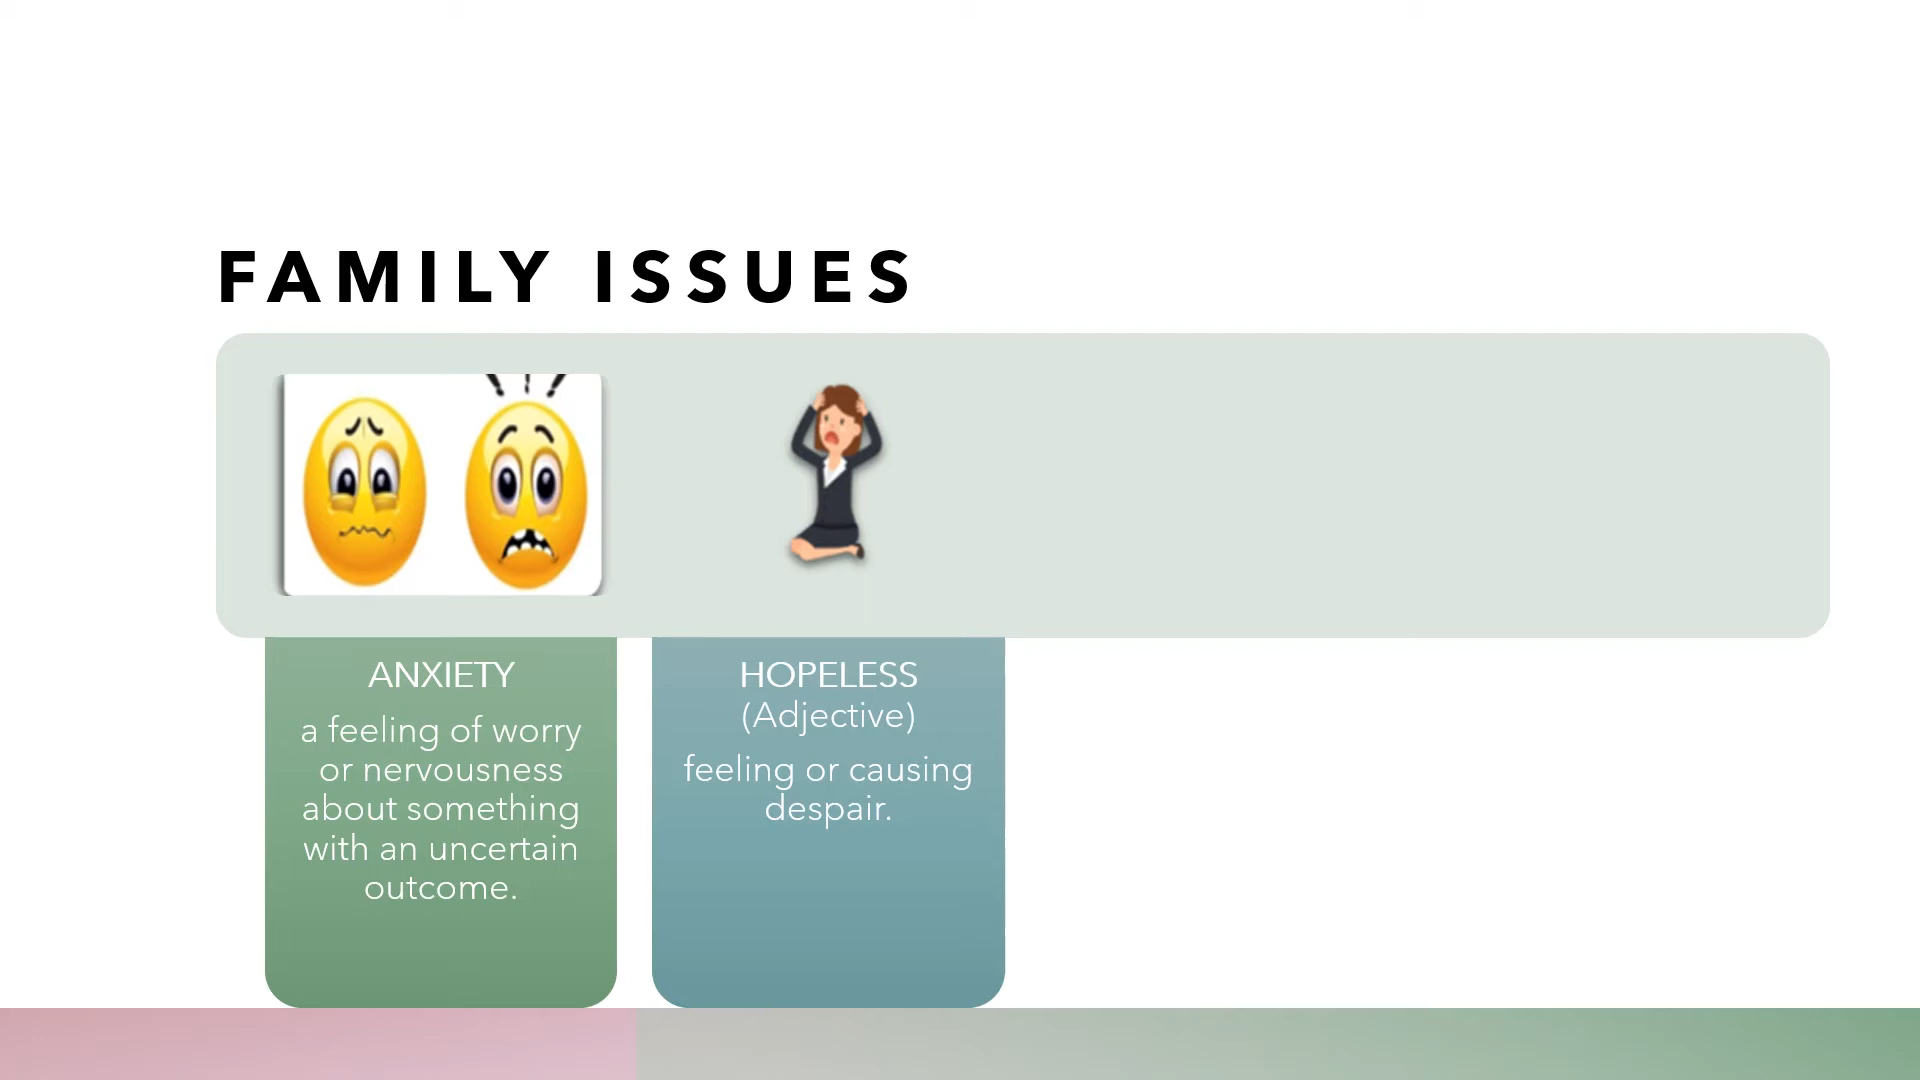 FAMILY ISSUES
ANXIETY
a feeling of worry
or nervousness
about something
with an uncertain
outcome.
HOPELESS
(Adjective)
feeling or causing
despair.